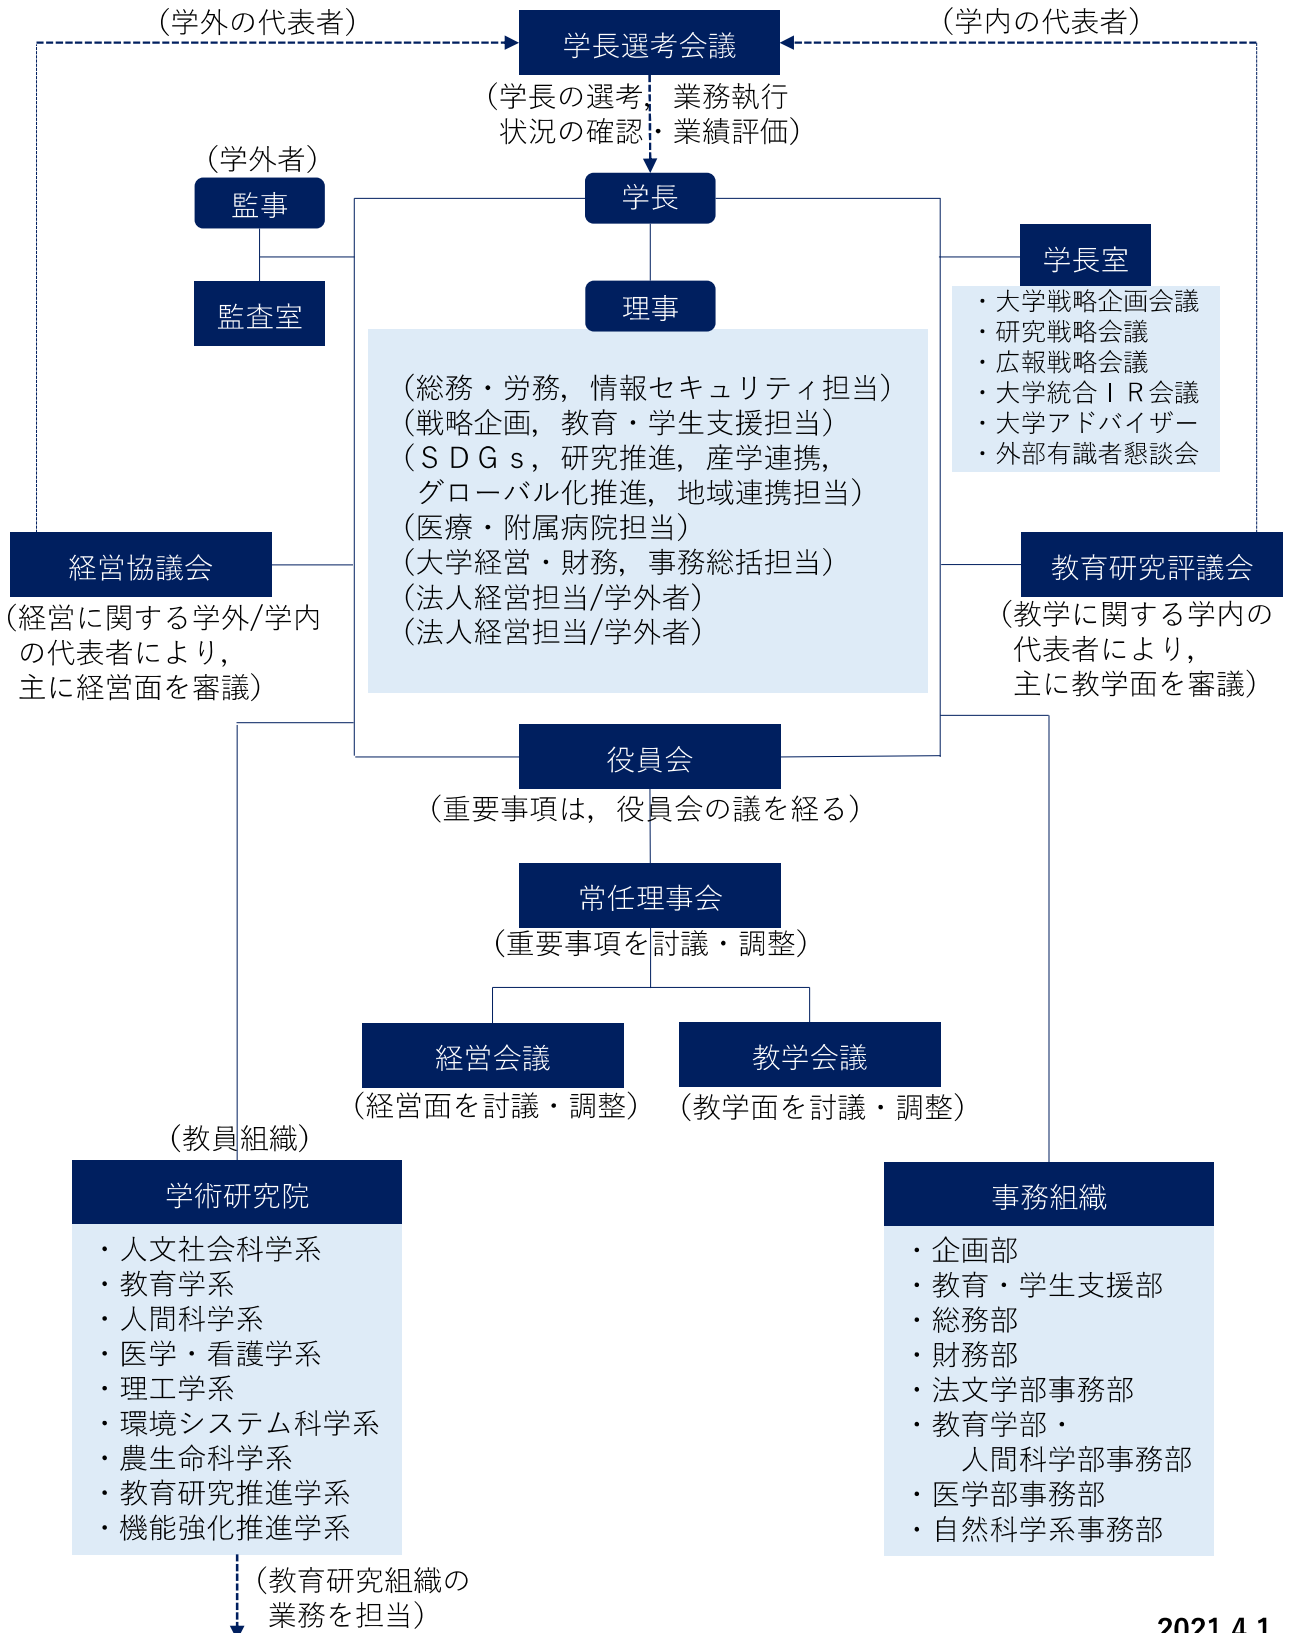 （学外の代表者）
（学内の代表者）
学長選考会議
（学長の選考，業務執行
状況の確認・業績評価）
（学外者）
監事
学長
監査室
理事
学長室
・大学戦略企画会議
・研究戦略会議
・広報戦略会議
・大学統合ＩＲ会議
・大学アドバイザー
・外部有識者懇談会
（総務・労務，情報セキュリティ担当）
（戦略企画，教育・学生支援担当）
（ＳＤＧｓ，研究推進，産学連携，
グローバル化推進，地域連携担当）
（医療・附属病院担当）
（大学経営・財務，事務総括担当）
（法人経営担当/学外者）
（法人経営担当/学外者）
経営協議会
（経営に関する学外/学内
の代表者により，
主に経営面を審議）
教育研究評議会
（教学に関する学内の
代表者により，
主に教学面を審議）
役員会
（重要事項は，役員会の議を経る）
常任理事会
（重要事項を討議・調整）
経営会議
（経営面を討議・調整）
教学会議
（教学面を討議・調整）
（教員組織）
学術研究院
・人文社会科学系
・教育学系
・人間科学系
・医学・看護学系
・理工学系
・環境システム科学系
・農生命科学系
・教育研究推進学系
・機能強化推進学系
（教育研究組織の
業務を担当）
事務組織
・企画部
・教育・学生支援部
・総務部
・財務部
・法文学部事務部
・教育学部・
人間科学部事務部
・医学部事務部
・自然科学系事務部
2021.4.1